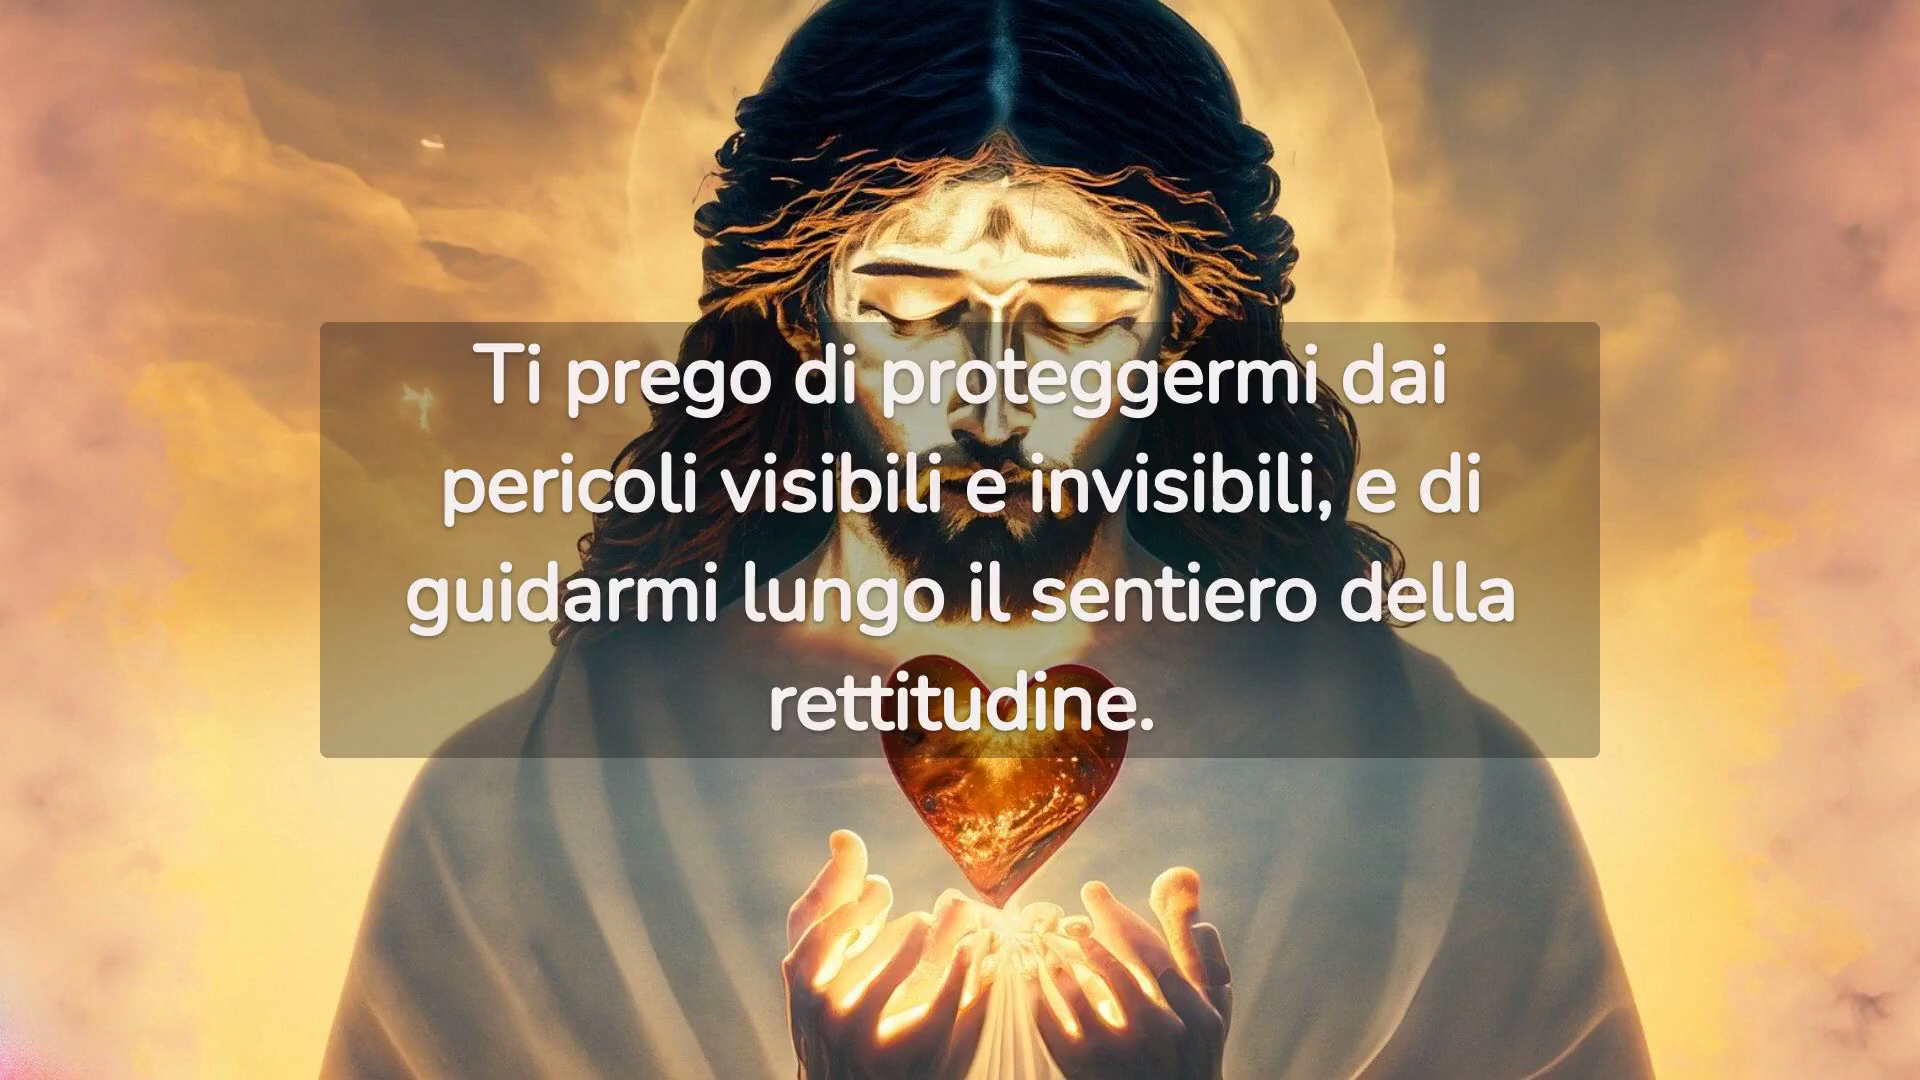 Ti prego di proteggermi dai
pericoli visibili e invisibili, e di
guidarmi lungo il sentiero della
rettitudine.